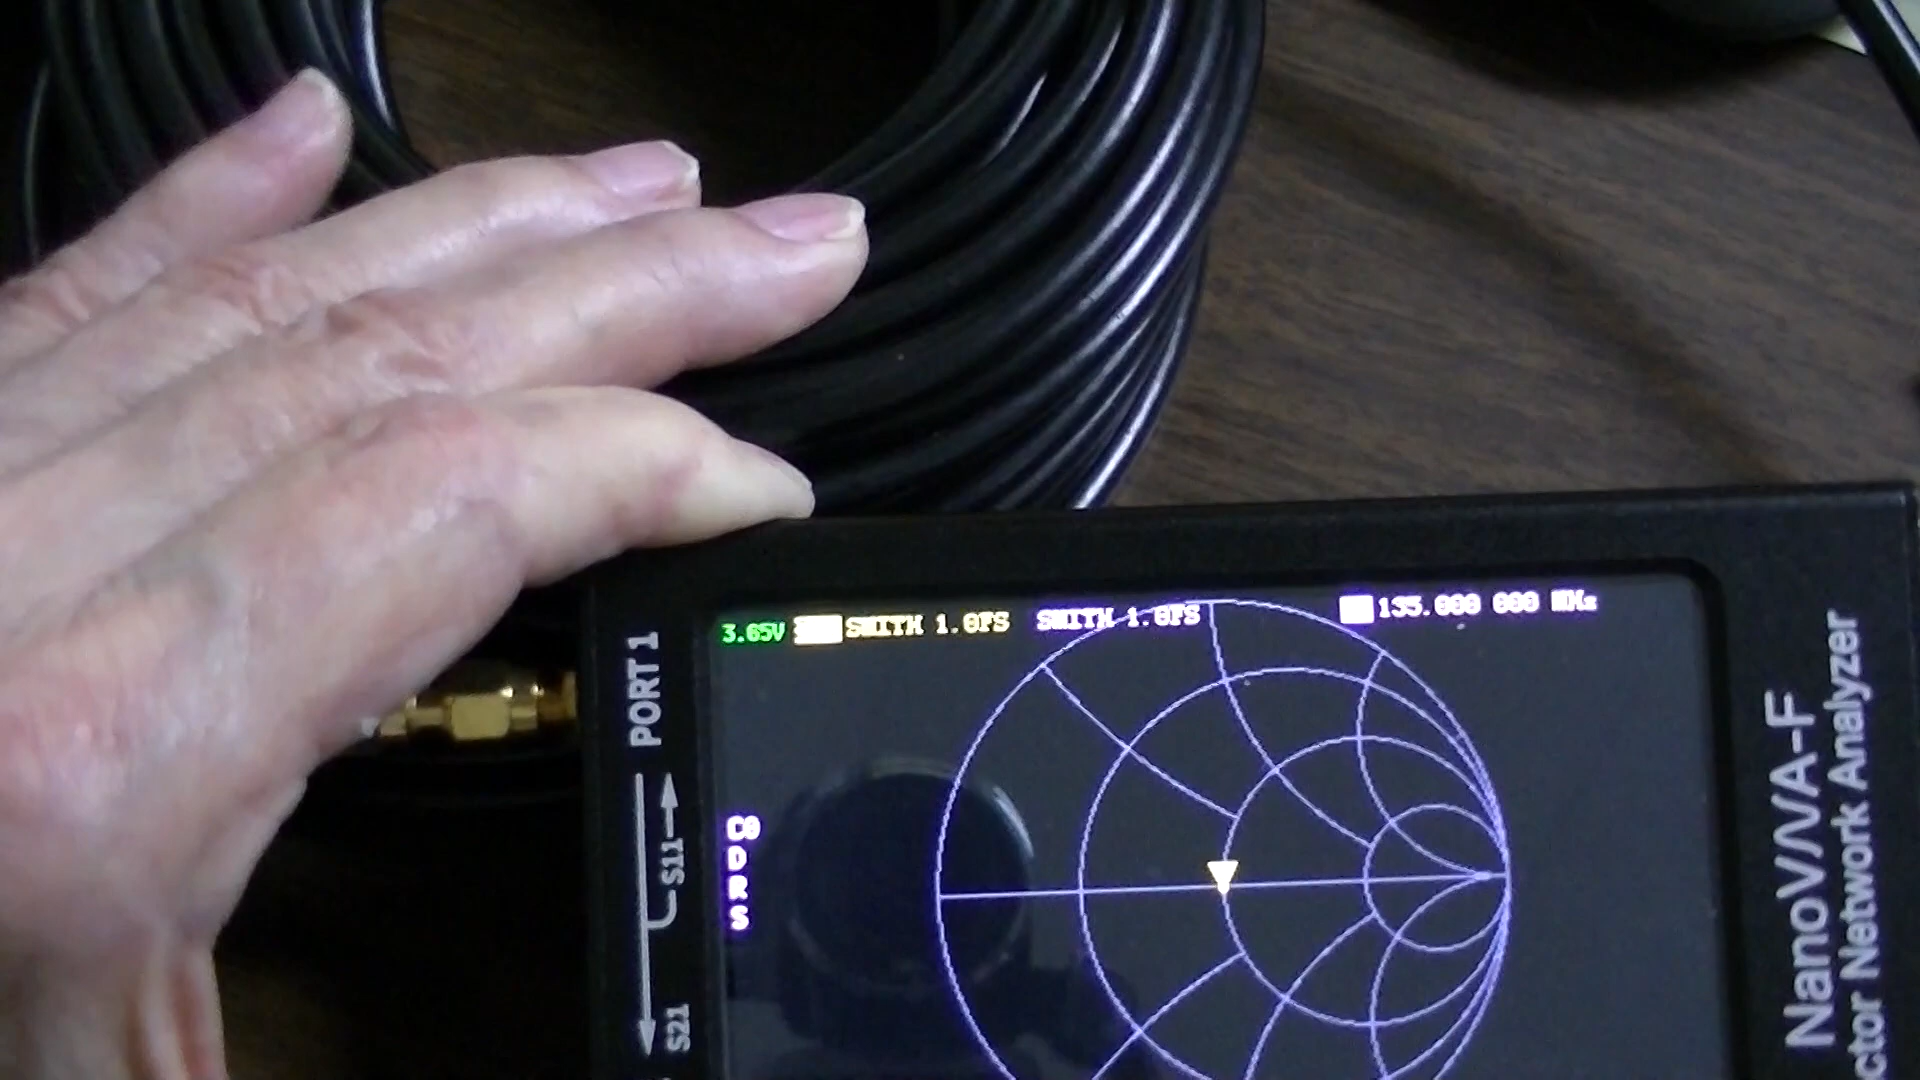 3.65V SMITH 1.0FS SMITH 1.0FS 135.000 000 MHz
C0
D
R
S
PORT 1
S11
S21
NanoVNA-F
ctor Network Analyzer